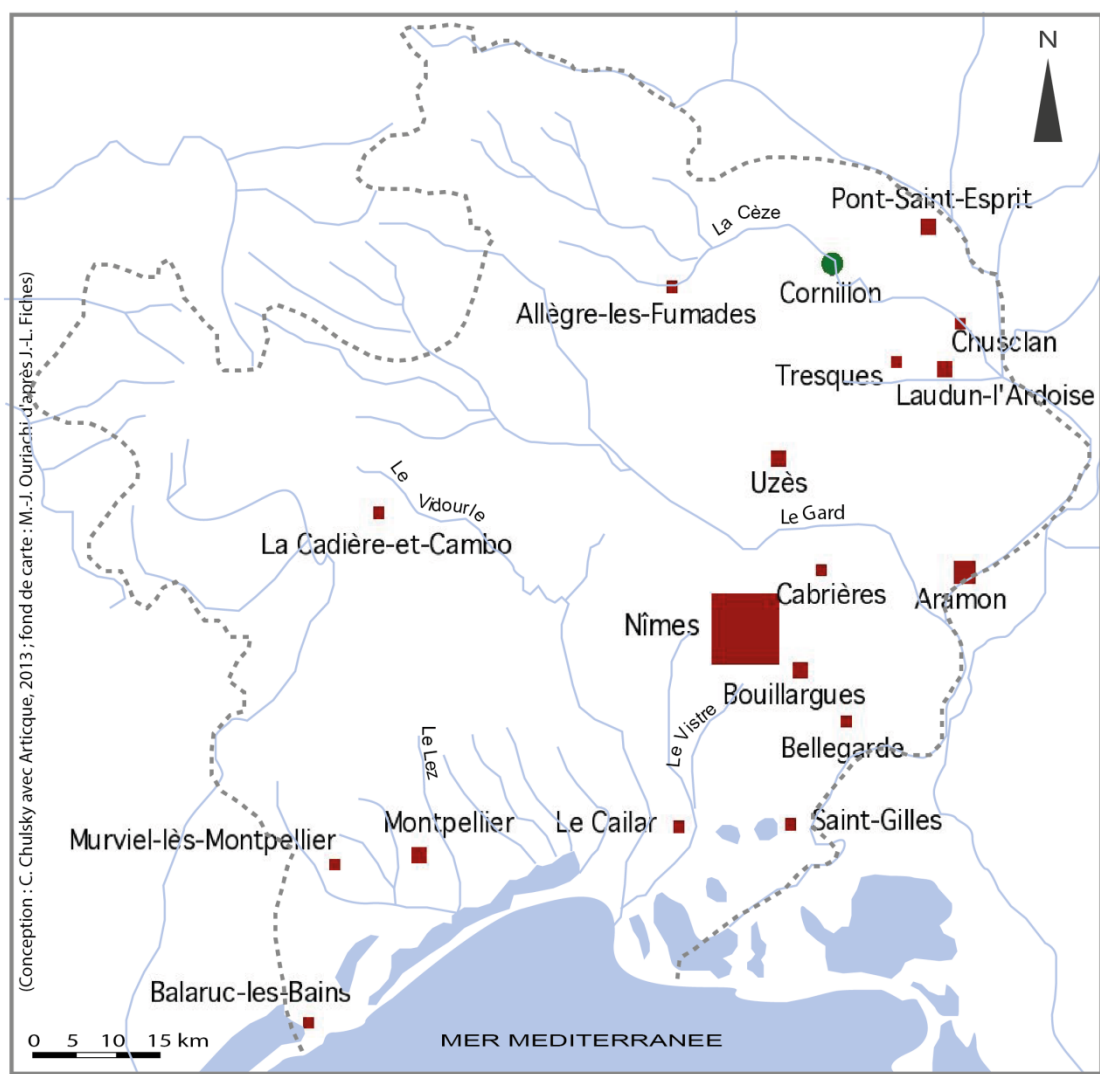 N
Pont-Saint-Esprit
La Cèze
Cornillon
Allègre-les-Fumades
Chusclan
Tresques
Laudun-l'Ardoise
Uzès
Le Vidourle
Le Gard
La Cadière-et-Cambo
Cabrières
Aramon
Nîmes
Bouillargues
Le Vistre
Bellegarde
Le Lez
Montpellier
Le Cailar
Saint-Gilles
Murviel-lès-Montpellier
Balaruc-les-Bains
0 5 10 15 km
MER MEDITERRANEE
(Conception : C. Chulsky avec Articque, 2013 ; fond de carte : M.-J. Ouriachi d'après J.-L. Fiches)